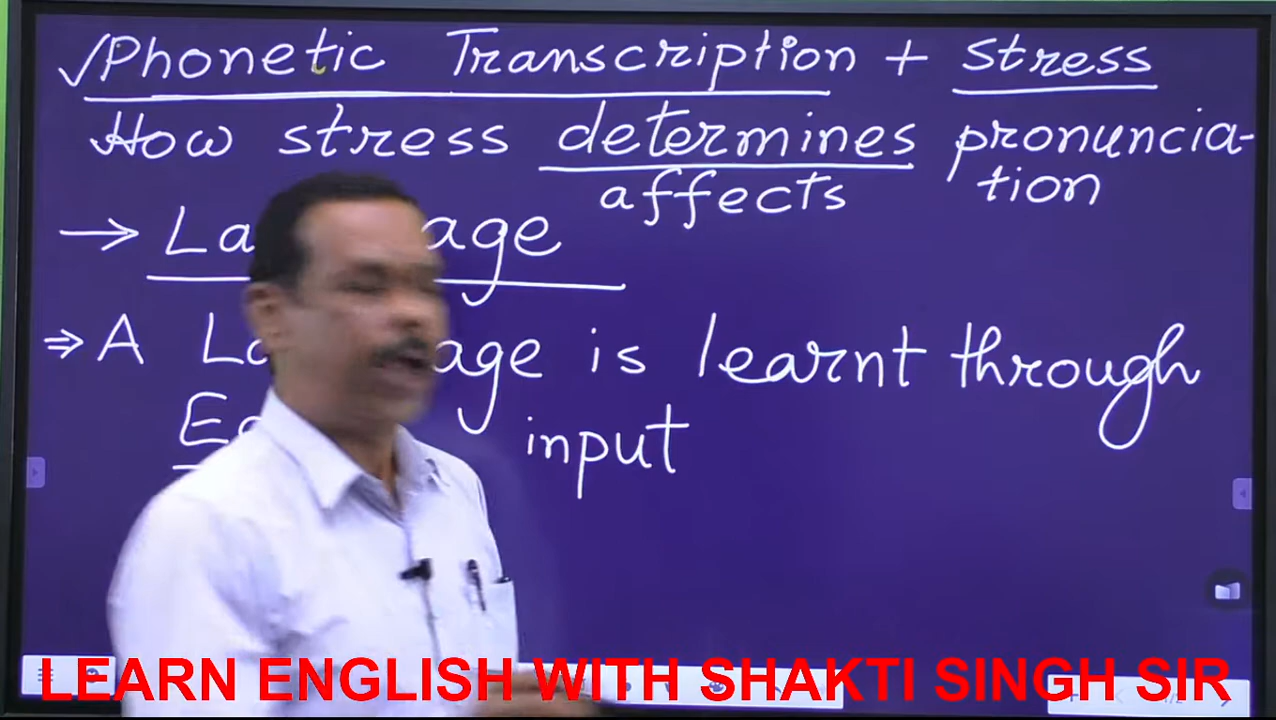 ✓Phonetic Transcription + stress
How stress determines pronuncia-
affects tion
→ La age
⇒ A La age is learnt through
input
LEARN ENGLISH WITH SHAKTI SINGH SIR